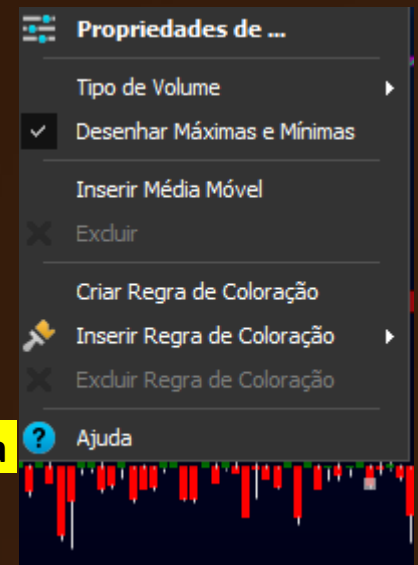 Propriedades de ...
Tipo de Volume
Desenhar Máximas e Mínimas
Inserir Média Móvel
Excluir
Criar Regra de Coloração
Inserir Regra de Coloração
Excluir Regra de Coloração
? Ajuda